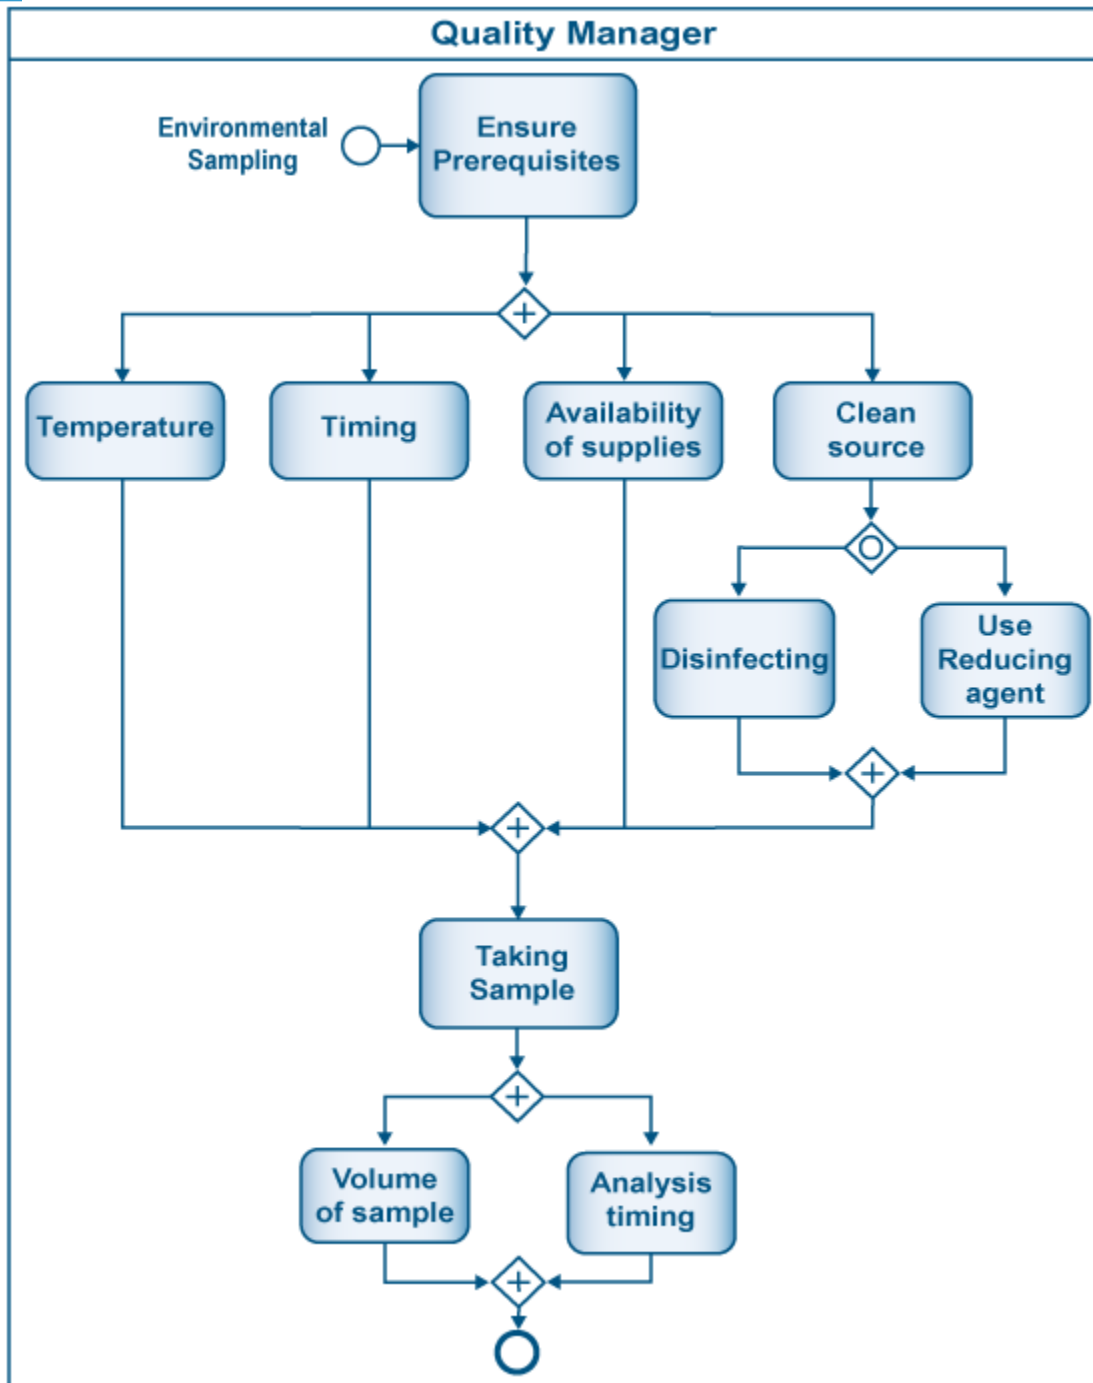 Quality Manager
Environmental
Sampling
Ensure
Prerequisites
Temperature
Timing
Availability
of supplies
Clean
source
Disinfecting
Use
Reducing
agent
Taking
Sample
Volume
of sample
Analysis
timing